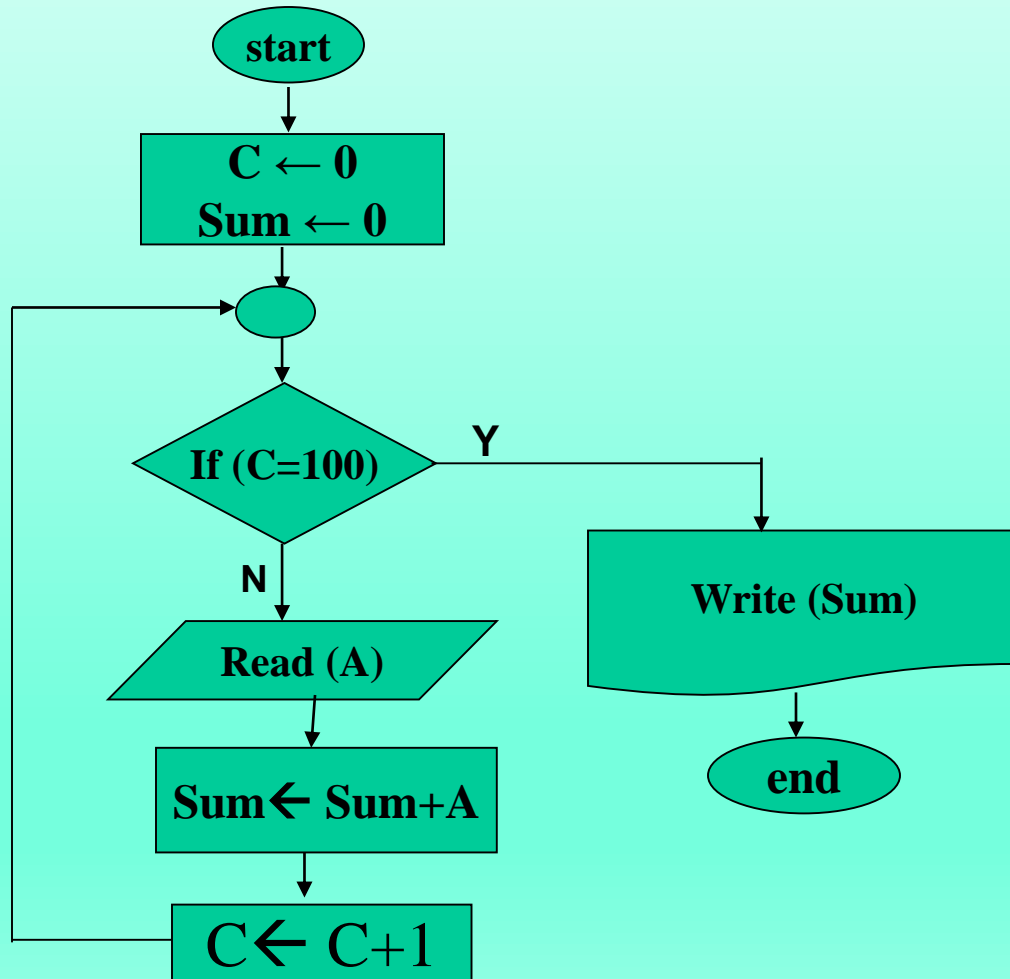 start
C ← 0
Sum ← 0
If (C=100)
Y
N
Write (Sum)
Read (A)
Sum← Sum+A
end
C← C+1